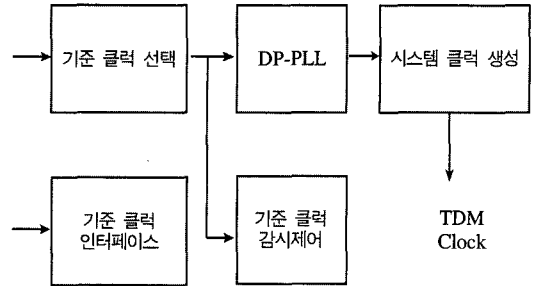 기준 클럭 선택
DP-PLL
시스템 클럭 생성
기준 클럭
인터페이스
기준 클럭
감시제어
TDM
Clock